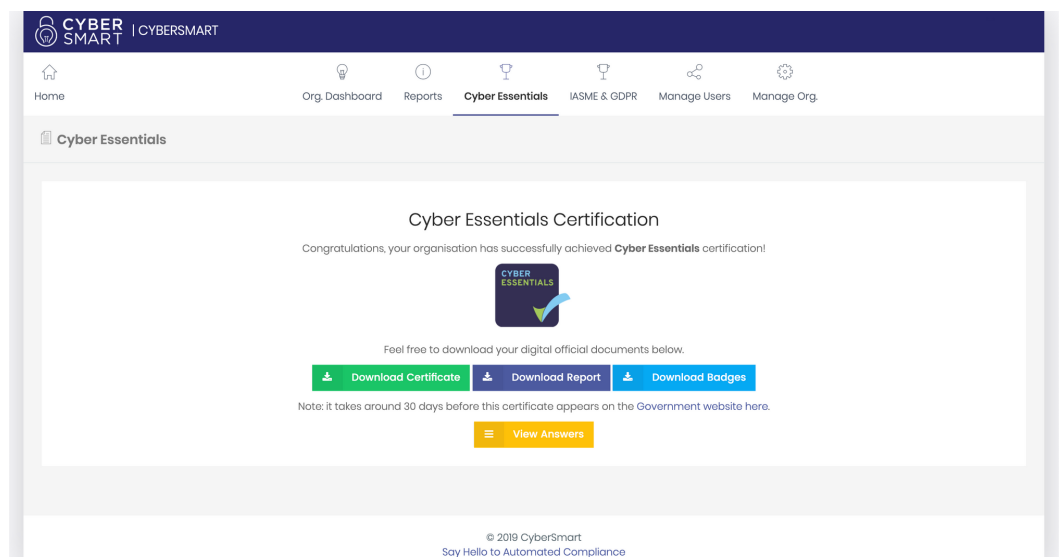 CYBER
SMART | CYBERSMART
Home
Org. Dashboard Reports Cyber Essentials IASME & GDPR Manage Users Manage Org.
Cyber Essentials
Cyber Essentials Certification
Congratulations, your organisation has successfully achieved Cyber Essentials certification!
CYBER
ESSENTIALS
Feel free to download your digital official documents below.
Download Certificate Download Report Download Badges
Note: it takes around 30 days before this certificate appears on the Government website here.
View Answers
© 2019 CyberSmart
Say Hello to Automated Compliance